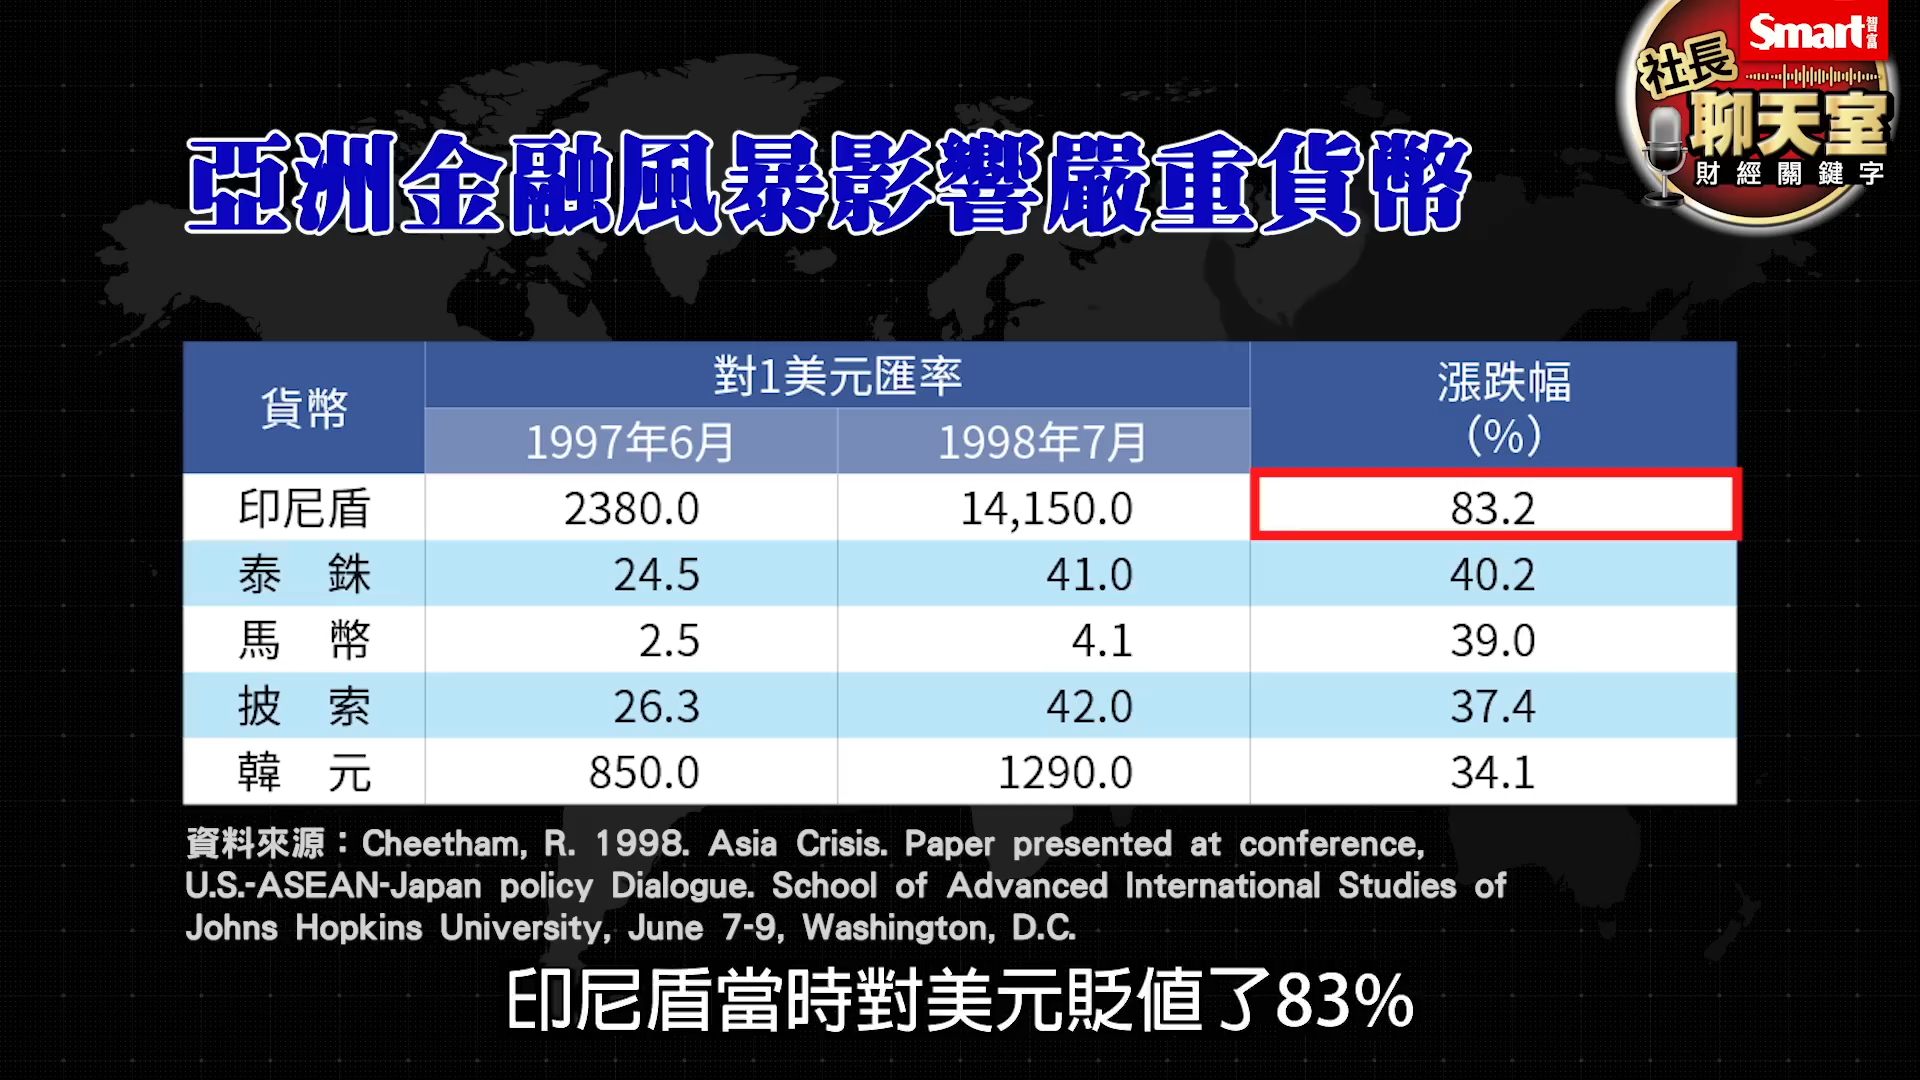 Smart智富
社長
聊天室
財經關鍵字
亞洲金融風暴影響嚴重貨幣
貨幣 對1美元匯率 漲跌幅(%)
1997年6月 1998年7月
印尼盾 2380.0 14,150.0 83.2
泰銖 24.5 41.0 40.2
馬幣 2.5 4.1 39.0
披索 26.3 42.0 37.4
韓元 850.0 1290.0 34.1
資料來源：Cheetham, R. 1998. Asia Crisis. Paper presented at conference,
U.S.-ASEAN-Japan policy Dialogue. School of Advanced International Studies of
Johns Hopkins University, June 7-9, Washington, D.C.
印尼盾當時對美元貶值了83%